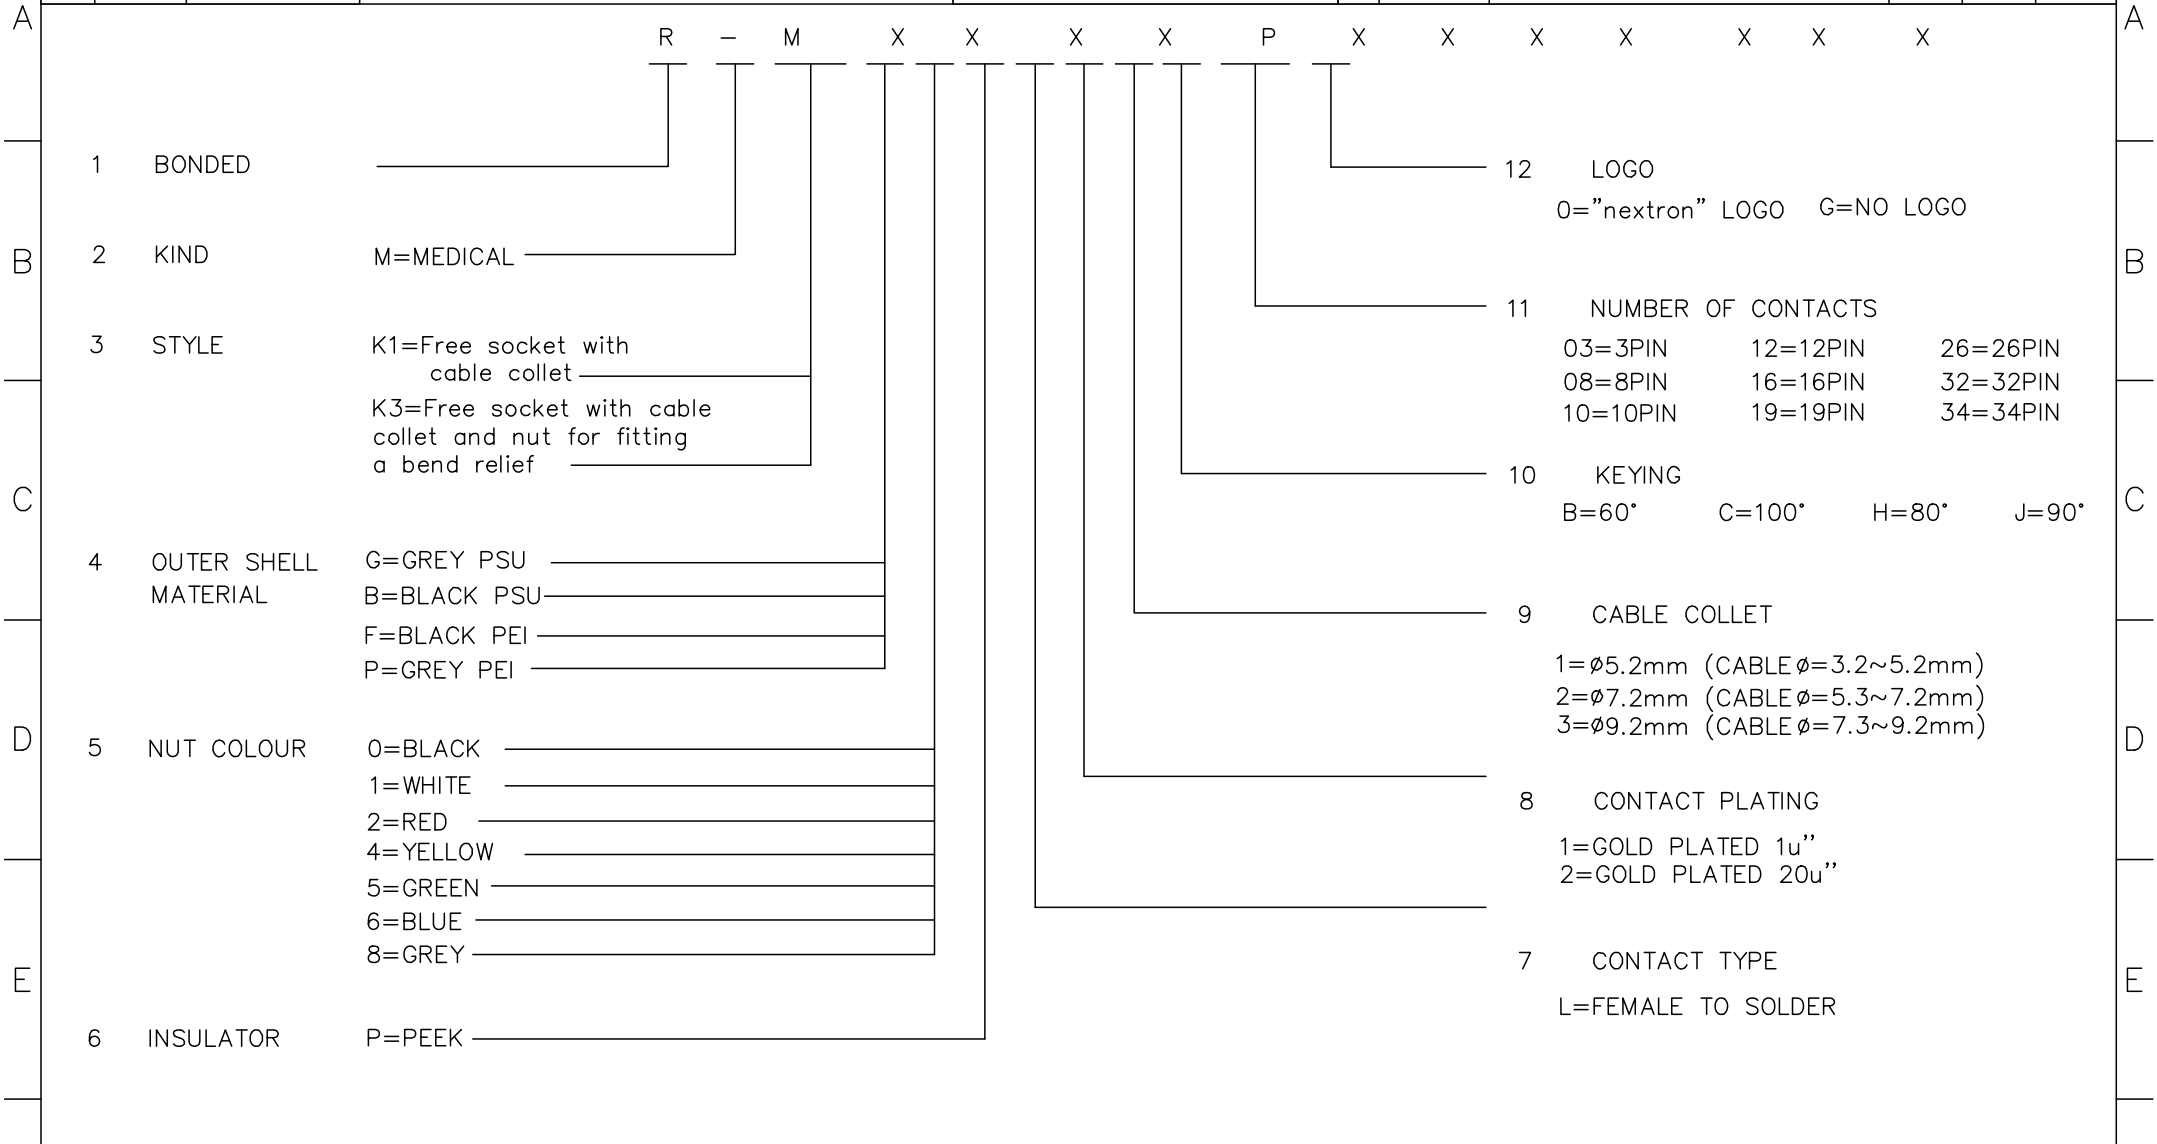 A A
R - M X X X X P X X X X X X X
1 BONDED
12 LOGO
0="nextron" LOGO G=NO LOGO
B B
2 KIND M=MEDICAL
11 NUMBER OF CONTACTS
03=3PIN 12=12PIN 26=26PIN
08=8PIN 16=16PIN 32=32PIN
10=10PIN 19=19PIN 34=34PIN
3 STYLE K1=Free socket with
cable collet
K3=Free socket with cable
collet and nut for fitting
a bend relief
10 KEYING
B=60° C=100° H=80° J=90°
C C
4 OUTER SHELL
MATERIAL
G=GREY PSU
B=BLACK PSU
F=BLACK PEI
P=GREY PEI
9 CABLE COLLET
1=ø5.2mm (CABLEø=3.2~5.2mm)
2=ø7.2mm (CABLEø=5.3~7.2mm)
3=ø9.2mm (CABLEø=7.3~9.2mm)
D D
5 NUT COLOUR 0=BLACK
1=WHITE
2=RED
4=YELLOW
5=GREEN
6=BLUE
8=GREY
8 CONTACT PLATING
1=GOLD PLATED 1u''
2=GOLD PLATED 20u''
7 CONTACT TYPE
L=FEMALE TO SOLDER
E E
6 INSULATOR P=PEEK